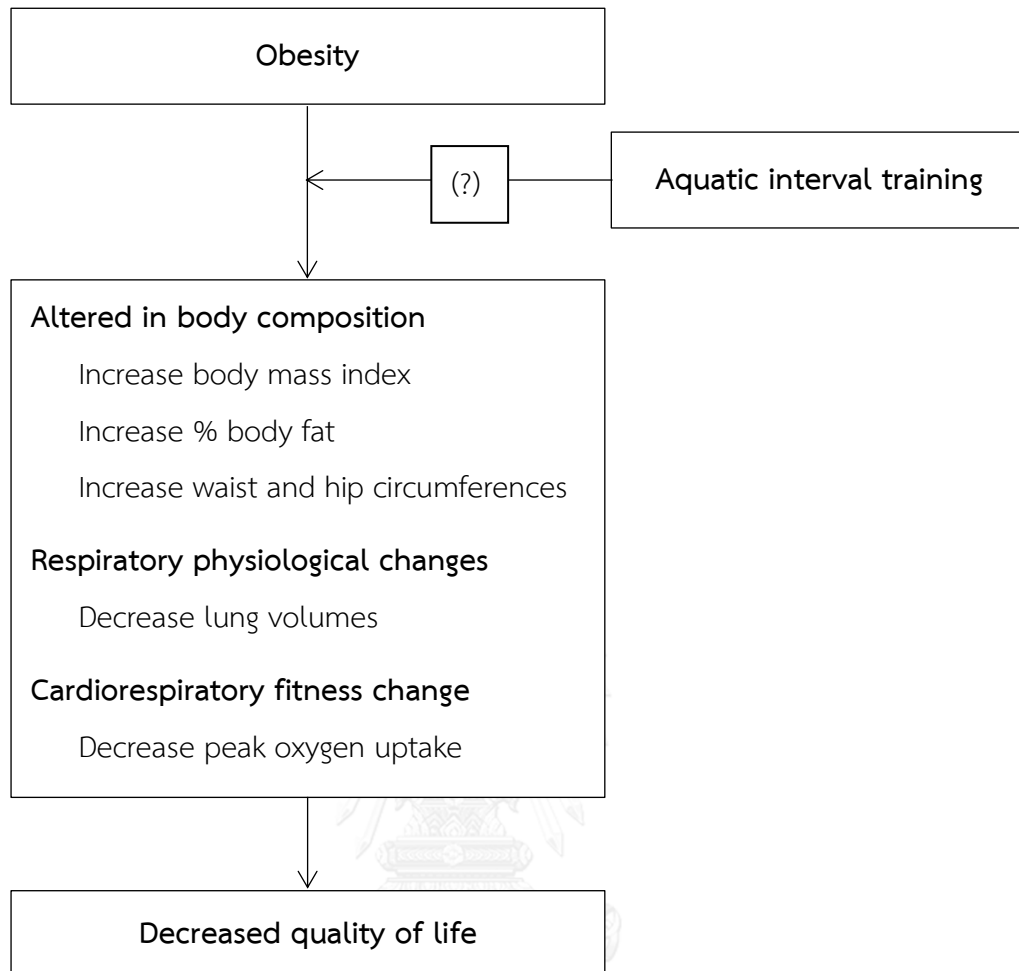 Obesity
(?)
Aquatic interval training
Altered in body composition
Increase body mass index
Increase % body fat
Increase waist and hip circumferences
Respiratory physiological changes
Decrease lung volumes
Cardiorespiratory fitness change
Decrease peak oxygen uptake
Decreased quality of life